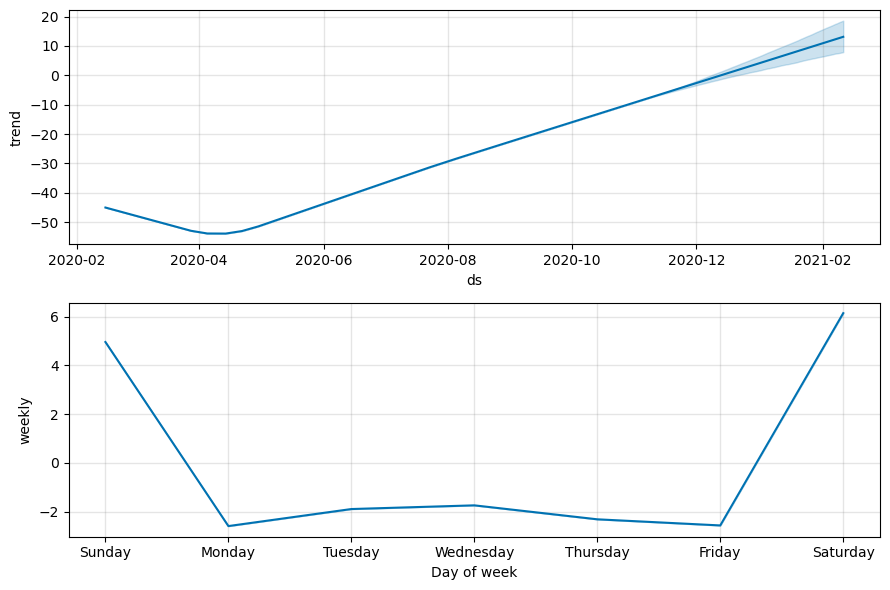 20
10
0
−10
−20
−30
−40
−50
trend
2020-02 2020-04 2020-06 2020-08 2020-10 2020-12 2021-02
ds
6
4
2
0
−2
weekly
Sunday Monday Tuesday Wednesday Thursday Friday Saturday
Day of week